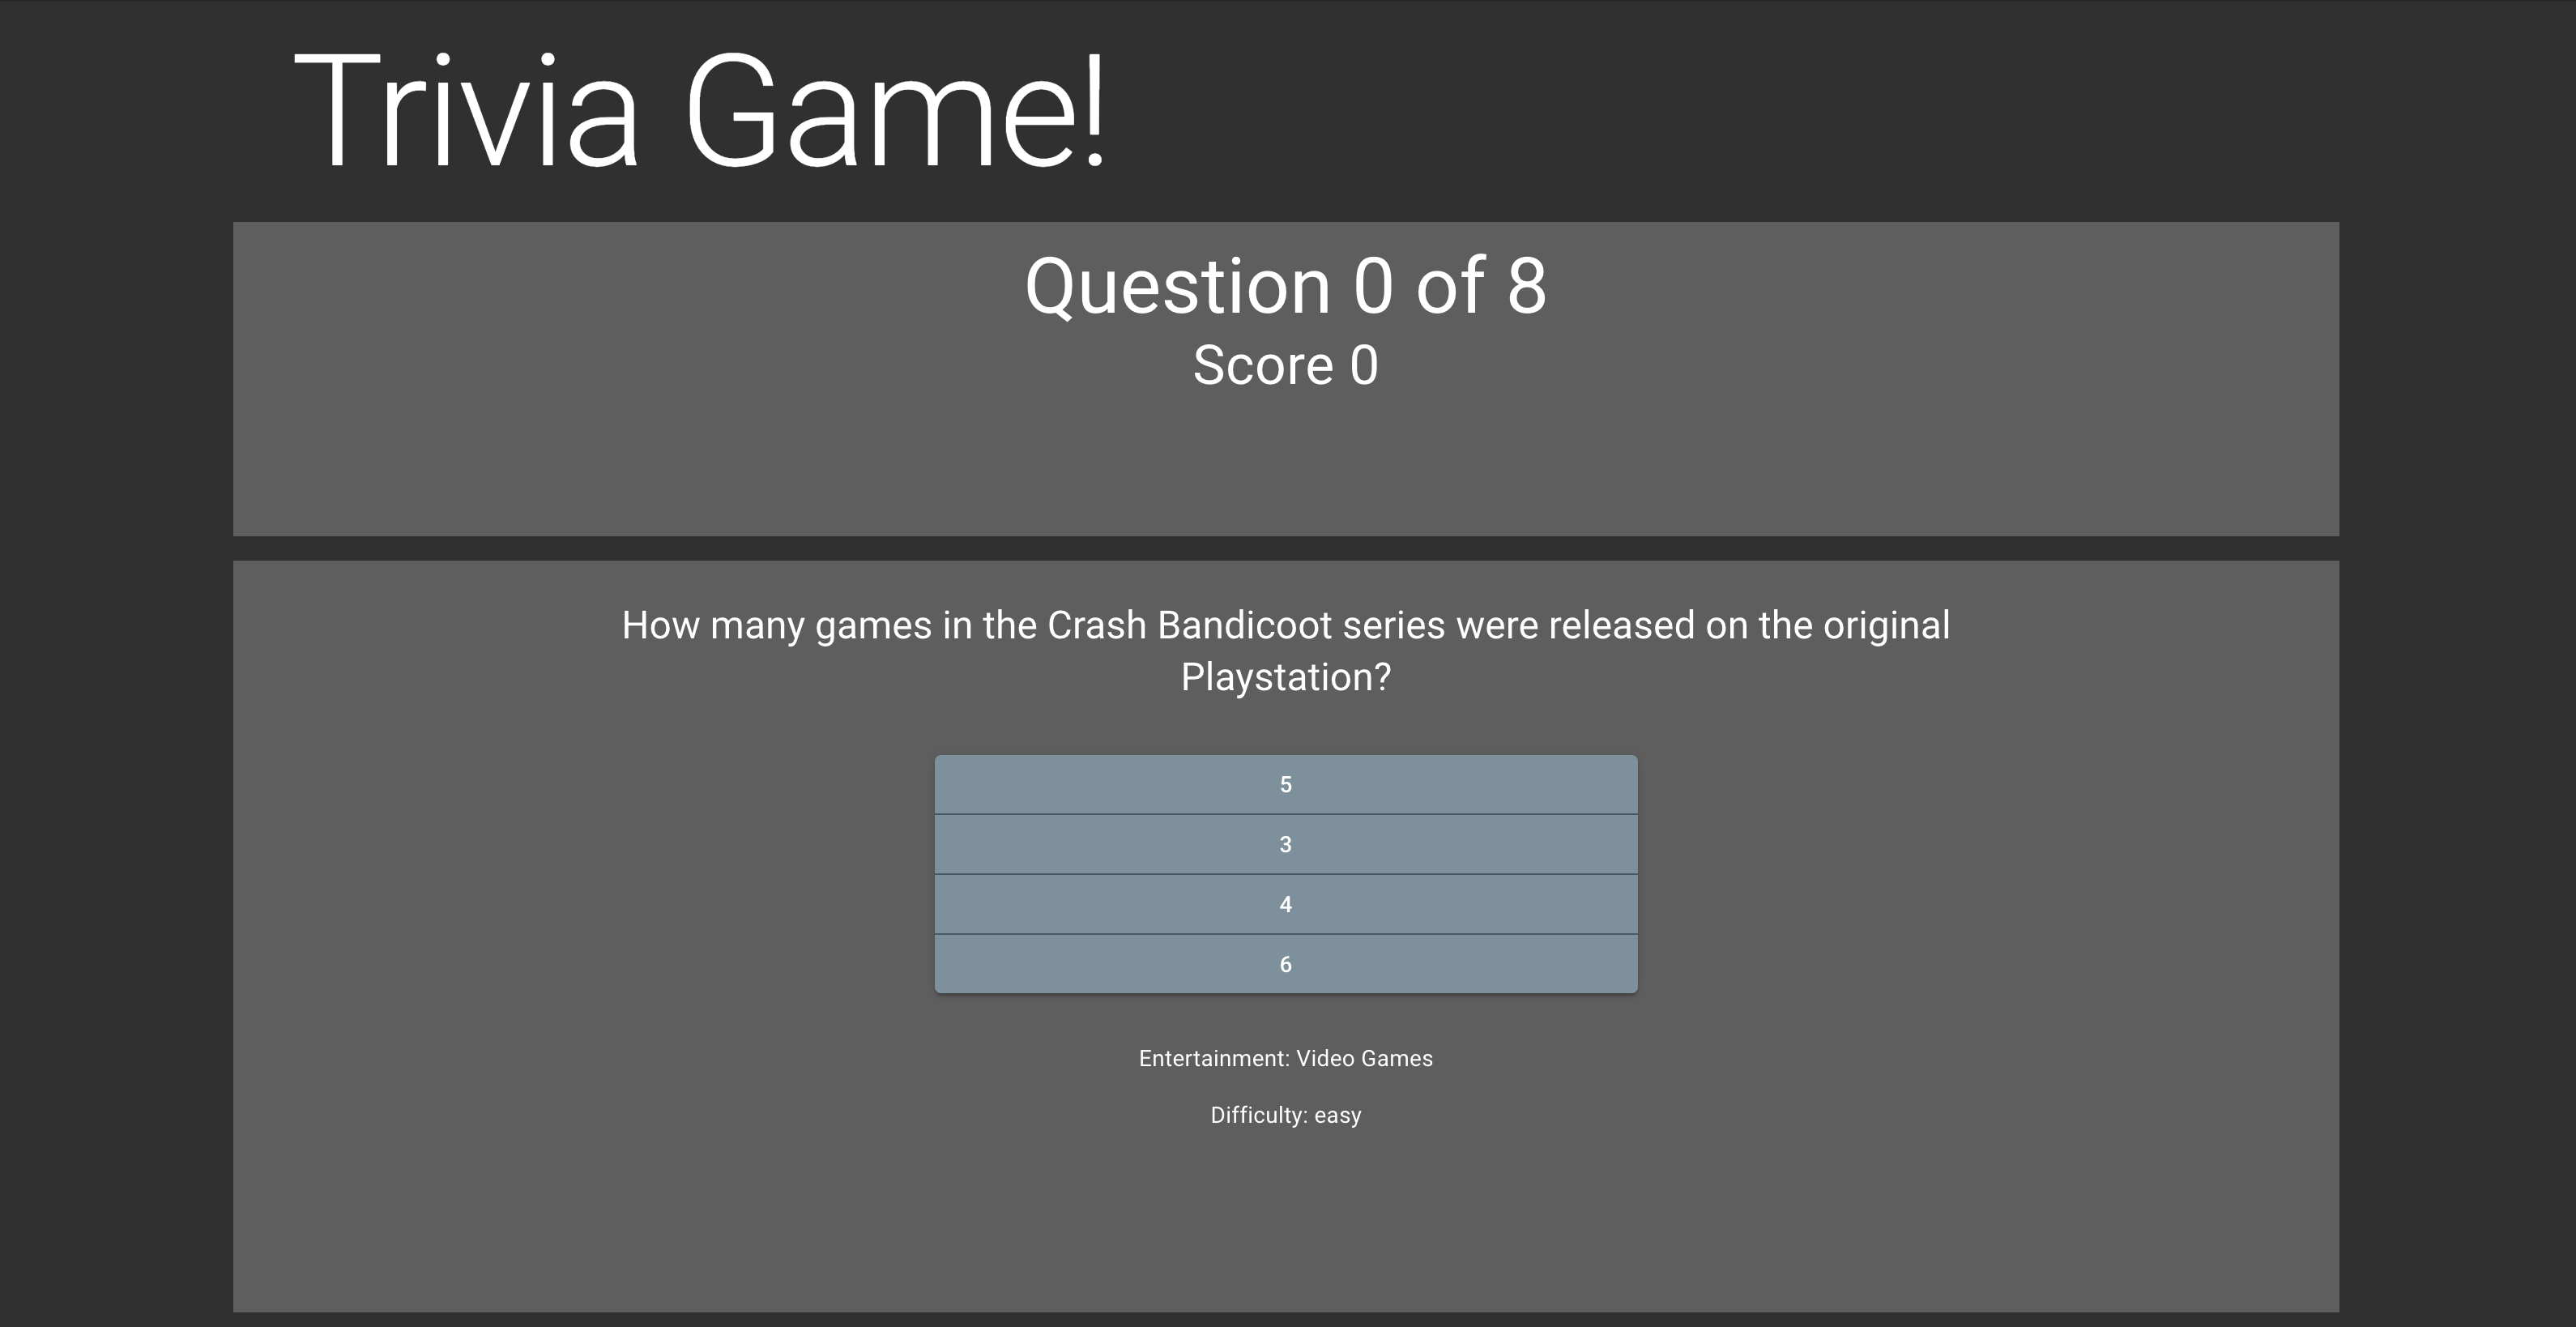 Trivia Game!
Question 0 of 8
Score 0
How many games in the Crash Bandicoot series were released on the original
Playstation?
5
3
4
6
Entertainment: Video Games
Difficulty: easy